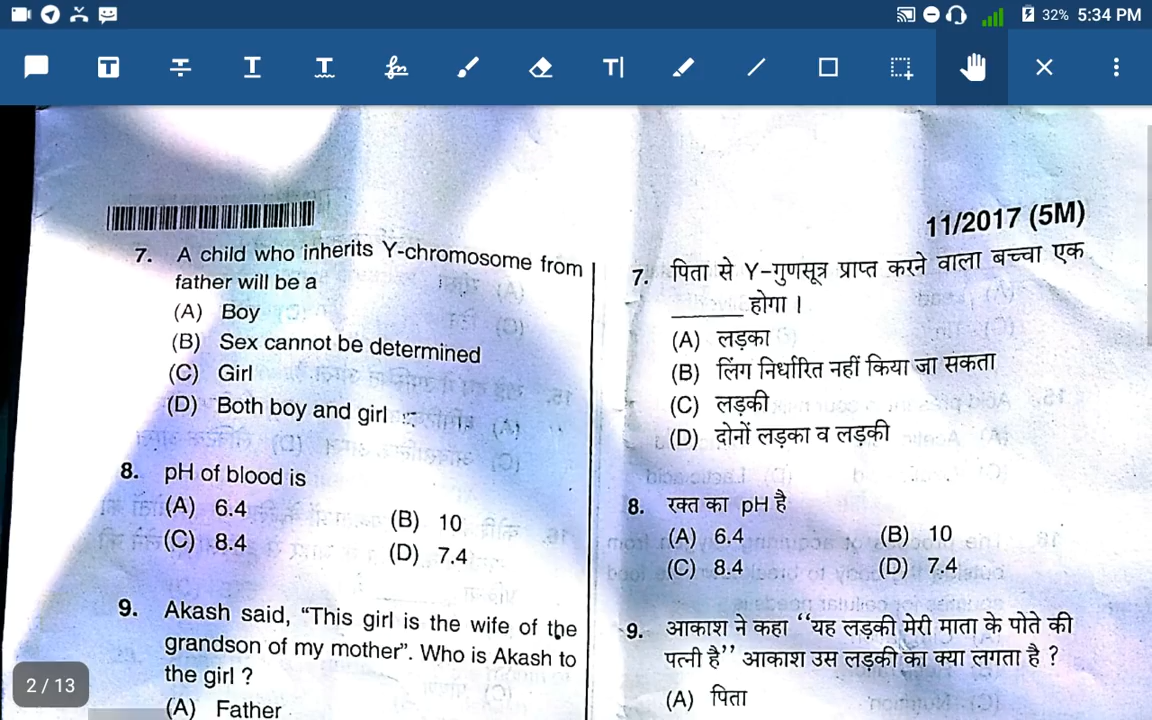 32% 5:34 PM
11/2017 (5M)
7. A child who inherits Y-chromosome from
father will be a
(A) Boy
(B) Sex cannot be determined
(C) Girl
(D) Both boy and girl
8. pH of blood is
(A) 6.4
(B) 10
(C) 8.4
(D) 7.4
9. Akash said, “This girl is the wife of the
grandson of my mother”. Who is Akash to
the girl ?
(A) Father
7. पिता से Y-गुणसूत्र प्राप्त करने वाला बच्चा एक
________ होगा ।
(A) लड़का
(B) लिंग निर्धारित नहीं किया जा सकता
(C) लड़की
(D) दोनों लड़का व लड़की
8. रक्त का pH है
(A) 6.4
(B) 10
(C) 8.4
(D) 7.4
9. आकाश ने कहा ‘‘यह लड़की मेरी माता के पोते की
पत्नी है’’ आकाश उस लड़की का क्या लगता है ?
(A) पिता
2 / 13